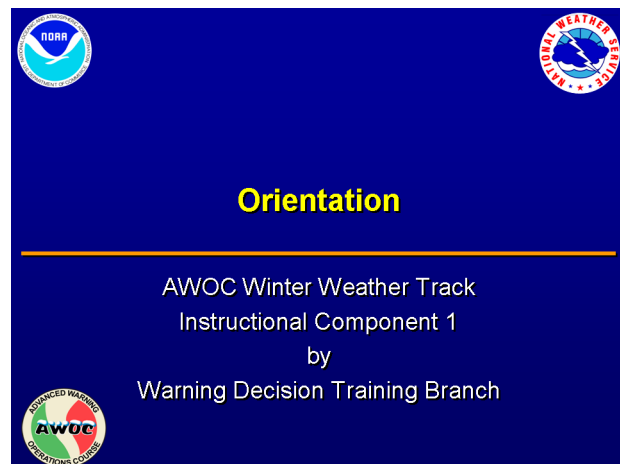 NOAA
NATIONAL OCEANIC AND ATMOSPHERIC ADMINISTRATION
U.S. DEPARTMENT OF COMMERCE
NATIONAL WEATHER SERVICE
Orientation
AWOC Winter Weather Track
Instructional Component 1
by
Warning Decision Training Branch
ADVANCED WARNING
AWOC
OPERATIONS COURSE